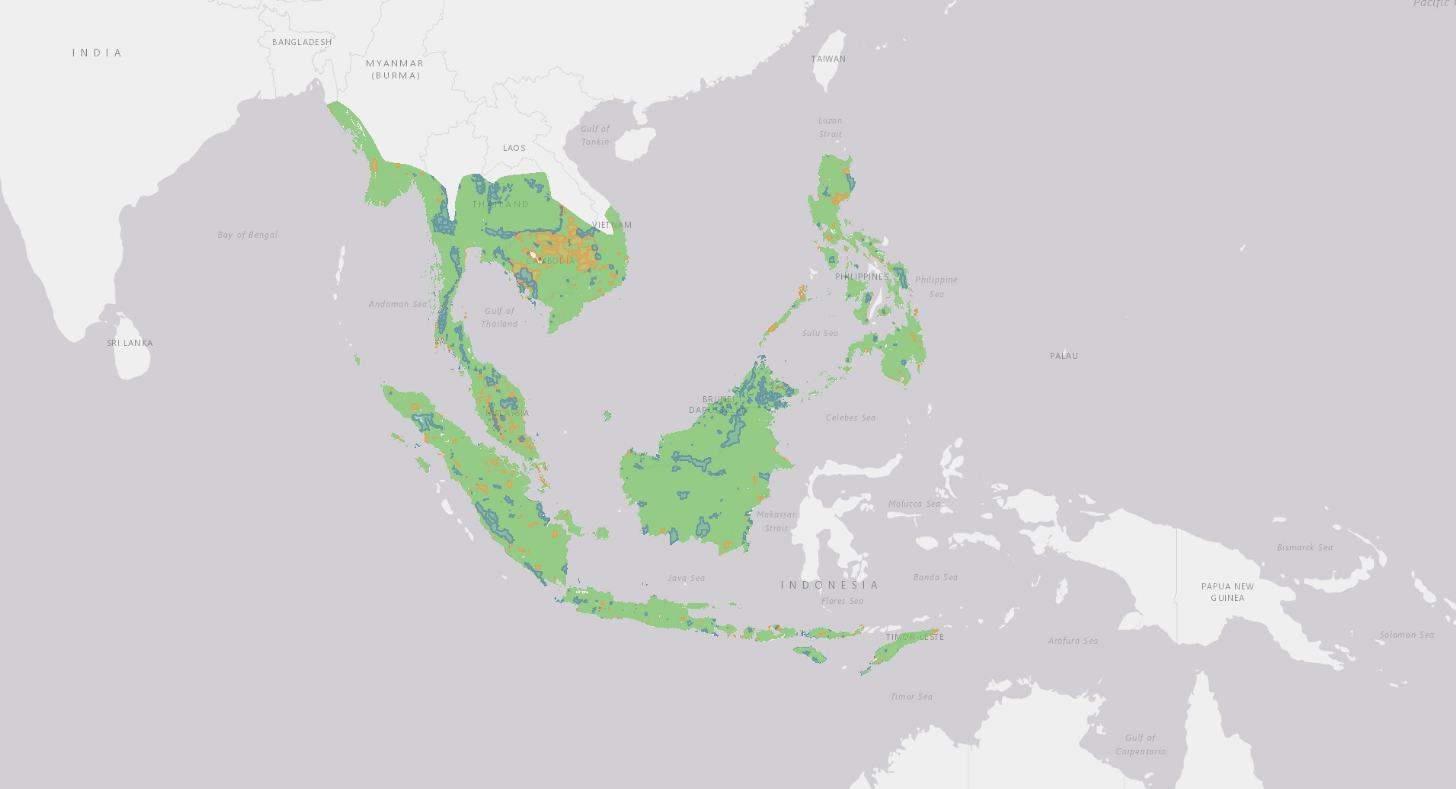 Pacific
INDIA
BANGLADESH
MYANMAR
(BURMA)
TAIWAN
Luzon
Strait
Gulf of
Tonkin
LAOS
THAILAND
VIETNAM
Bay of Bengal
CAMBODIA
PHILIPPINES
Philippine
Sea
Andaman Sea
Gulf of
Thailand
Sulu Sea
SRI LANKA
PALAU
BRUNEI
Celebes Sea
Molucca Sea
Makassar
Strait
Bismarck Sea
Java Sea
Banda Sea
INDONESIA
PAPUA NEW
GUINEA
Flores Sea
TIMOR-LESTE
Arafura Sea
Solomon Sea
Timor Sea
Gulf of
Carpentaria